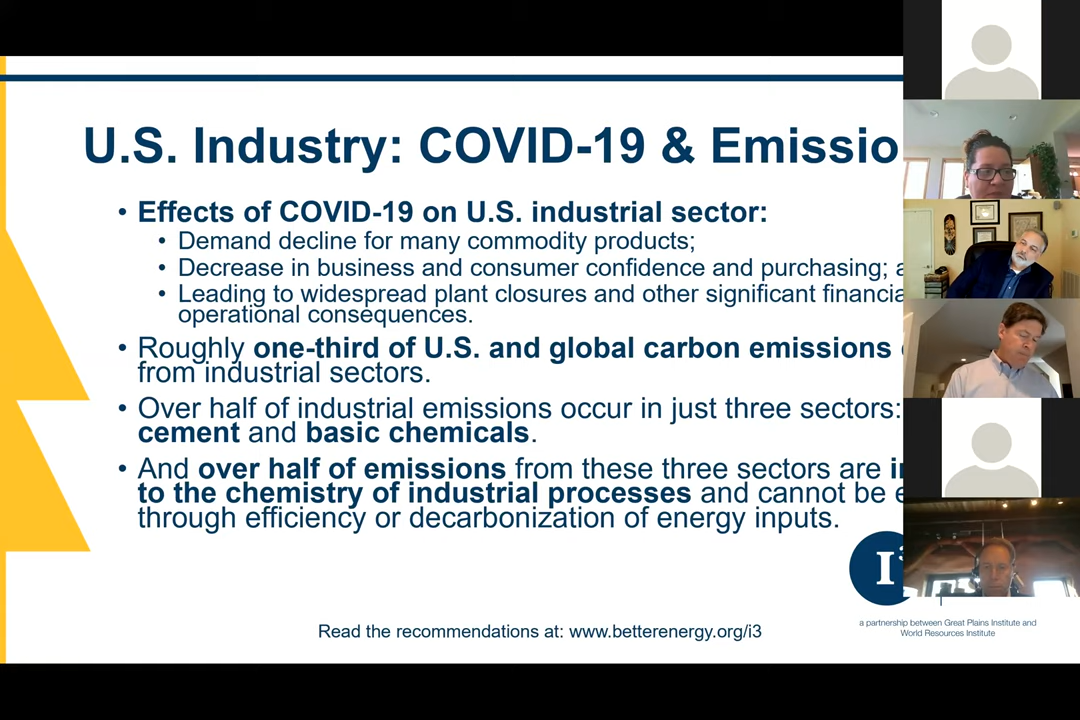 U.S. Industry: COVID-19 & Emissio
• Effects of COVID-19 on U.S. industrial sector:
• Demand decline for many commodity products;
• Decrease in business and consumer confidence and purchasing; a
• Leading to widespread plant closures and other significant financia
operational consequences.
• Roughly one-third of U.S. and global carbon emissions
from industrial sectors.
• Over half of industrial emissions occur in just three sectors:
cement and basic chemicals.
• And over half of emissions from these three sectors are
to the chemistry of industrial processes and cannot be
through efficiency or decarbonization of energy inputs.
I3
a partnership between Great Plains Institute and
World Resources Institute
Read the recommendations at: www.betterenergy.org/i3